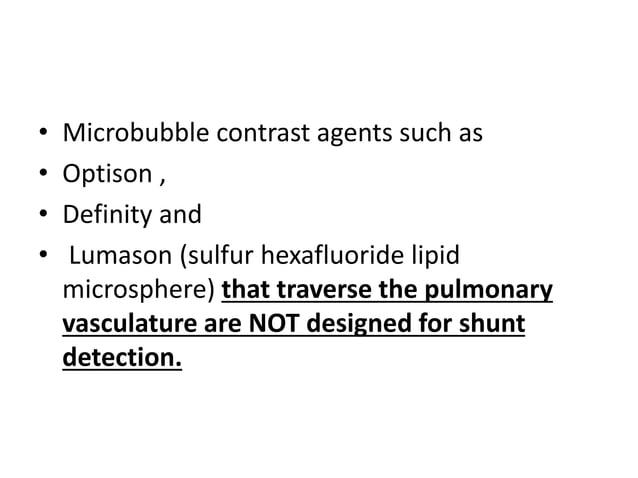 • Microbubble contrast agents such as
• Optison ,
• Definity and
• Lumason (sulfur hexafluoride lipid
microsphere) that traverse the pulmonary
vasculature are NOT designed for shunt
detection.